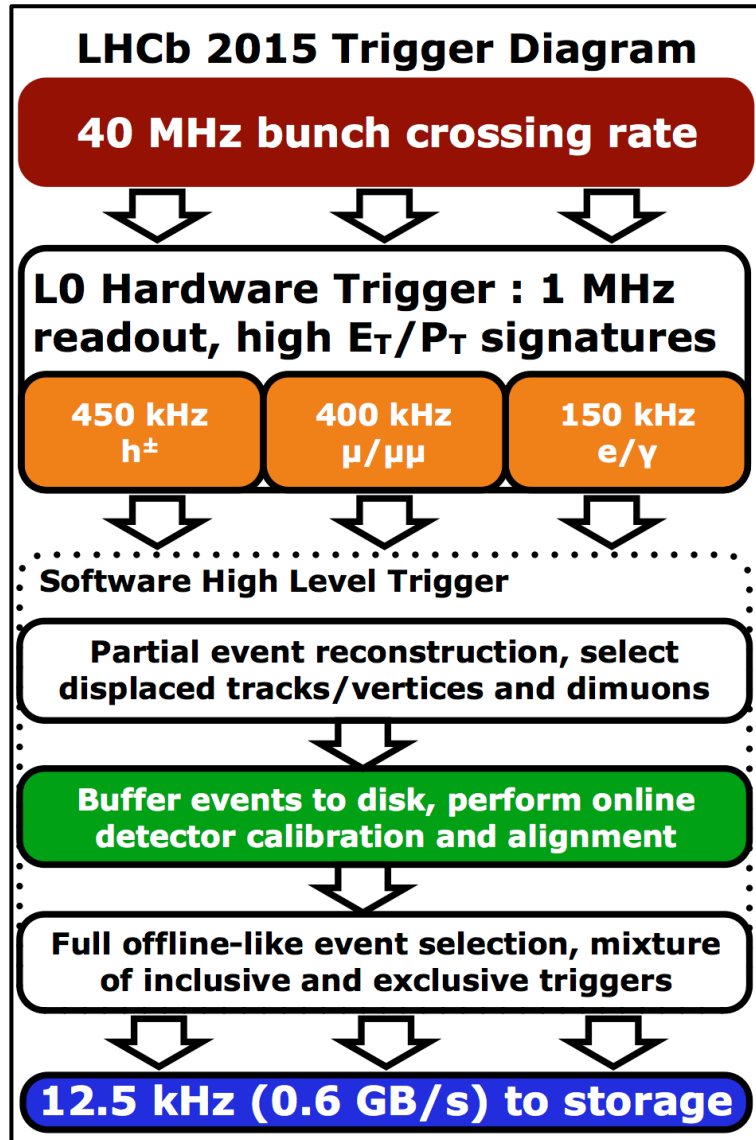 LHCb 2015 Trigger Diagram
40 MHz bunch crossing rate
L0 Hardware Trigger : 1 MHz
readout, high E_T/P_T signatures
450 kHz
h±
400 kHz
μ/μμ
150 kHz
e/γ
Software High Level Trigger
Partial event reconstruction, select
displaced tracks/vertices and dimuons
Buffer events to disk, perform online
detector calibration and alignment
Full offline-like event selection, mixture
of inclusive and exclusive triggers
12.5 kHz (0.6 GB/s) to storage